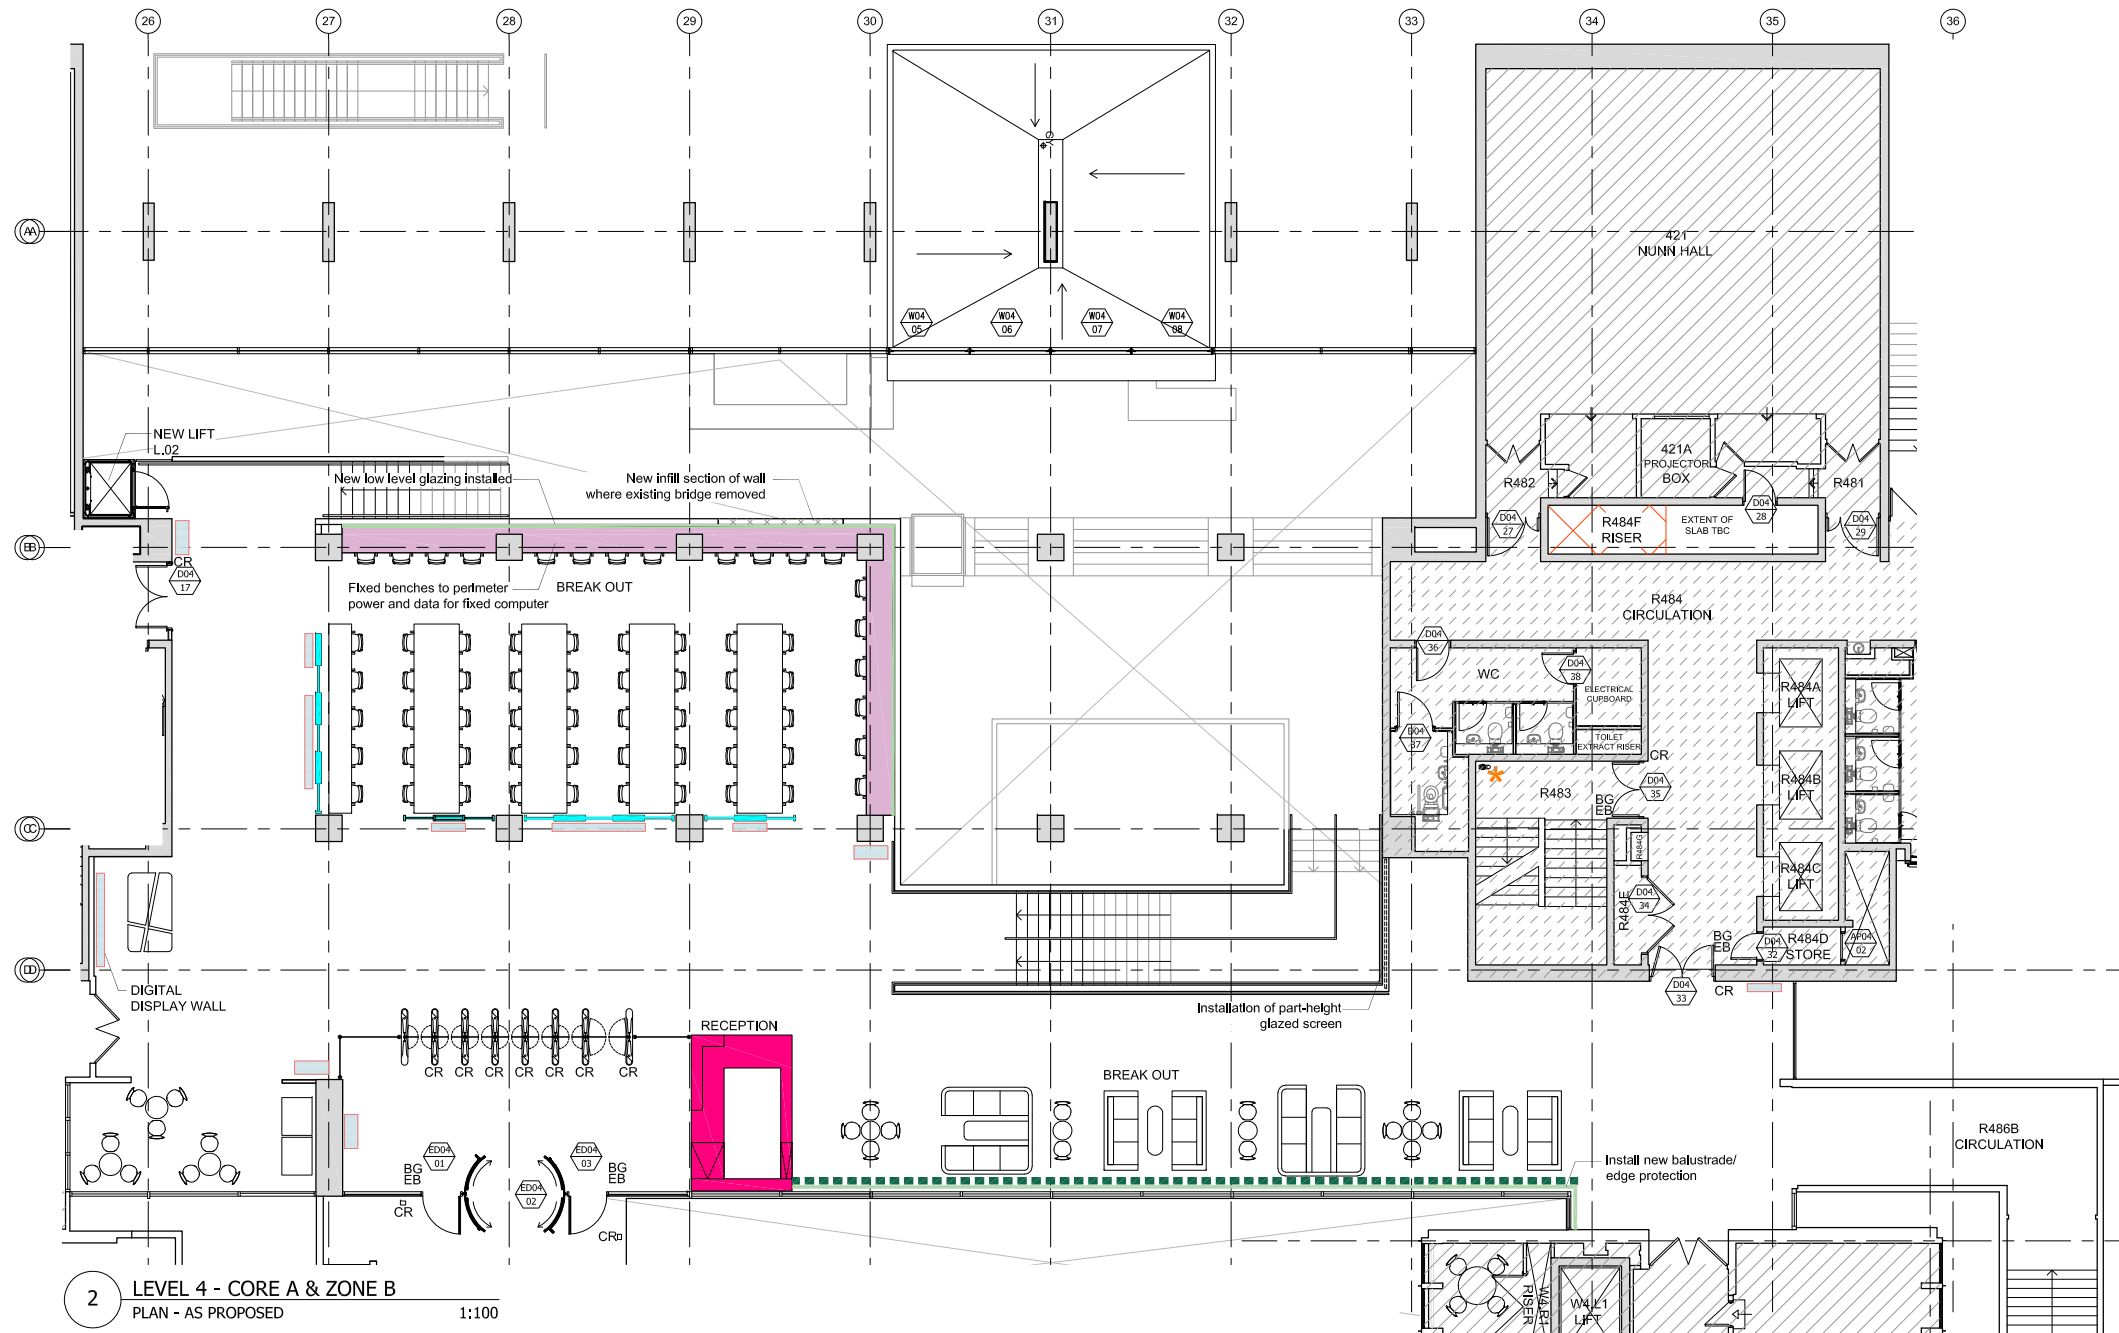 26 27 28 29 30 31 32 33 34 35 36
AA
421
NUNN HALL
W04 05
W04 06
W04 07
W04 08
NEW LIFT
L.02
New low level glazing installed
New infill section of wall
where existing bridge removed
421A
PROJECTOR
BOX
R482
R481
D04 28
D04 27
D04 29
R484F
RISER
EXTENT OF
SLAB TBC
BB
CR
D04 17
Fixed benches to perimeter
power and data for fixed computer
BREAK OUT
R484
CIRCULATION
D04 36
WC
D04 38
ELECTRICAL
CUPBOARD
R484A
LIFT
D04 37
TOILET
EXTRACT RISER
CR
R484B
LIFT
*
R483
D04 35
BG
EB
CC
R484G
R484C
LIFT
R484E
D04 34
BG
EB
D04 32
R484D
STORE
AP04 02
DD
DIGITAL
DISPLAY WALL
D04 33
CR
Installation of part-height
glazed screen
RECEPTION
CR CR CR CR CR CR CR
BREAK OUT
R486B
CIRCULATION
ED04 01
ED04 03
BG
EB
BG
EB
ED04 02
CR
CR
Install new balustrade/
edge protection
W4.R1
RISER
W4.L1
LIFT
2
LEVEL 4 - CORE A & ZONE B
PLAN - AS PROPOSED 1:100